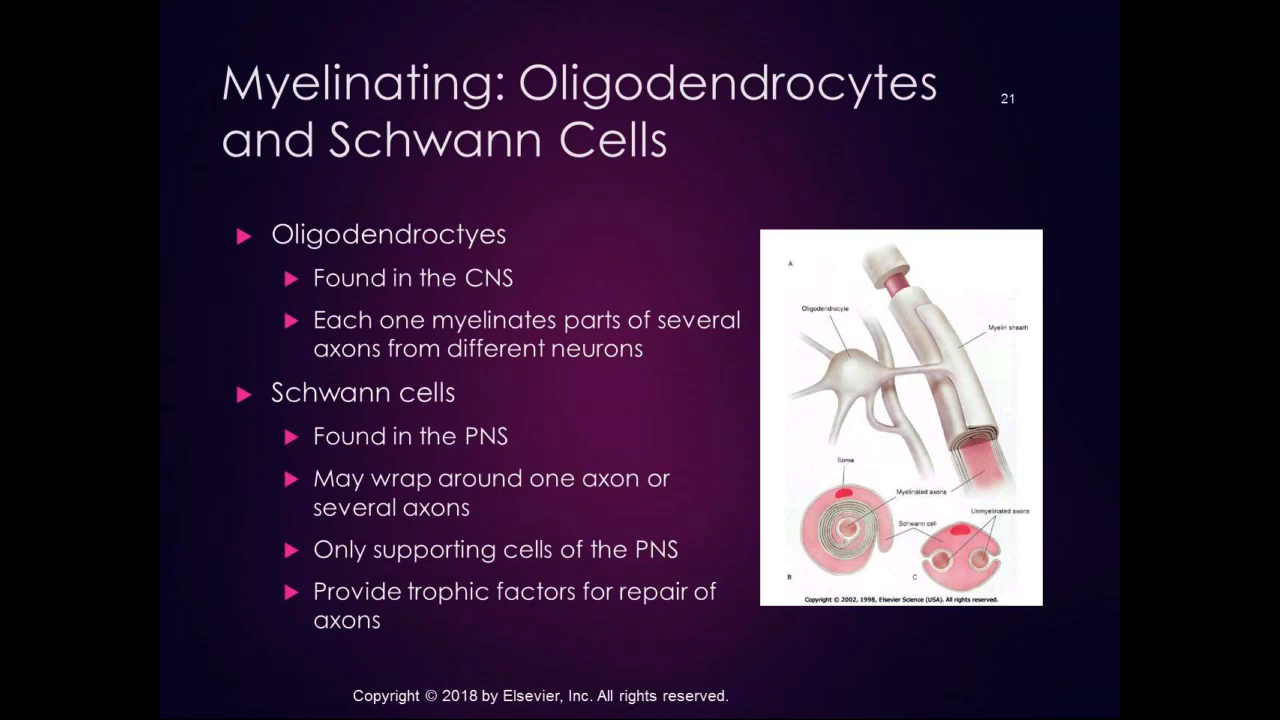 Myelinating: Oligodendrocytes
and Schwann Cells
21
Oligodendroctyes
Found in the CNS
Each one myelinates parts of several
axons from different neurons
Schwann cells
Found in the PNS
May wrap around one axon or
several axons
Only supporting cells of the PNS
Provide trophic factors for repair of
axons
A
Oligodendrocyte
Myelin sheath
Soma
Myelinated axons
Unmyelinated axons
Schwann cell
B
C
Copyright © 2002, 1998, Elsevier Science (USA). All rights reserved.
Copyright © 2018 by Elsevier, Inc. All rights reserved.